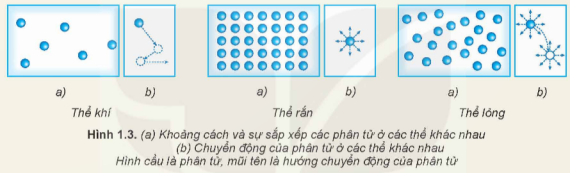 a) b) a) b) a) b)
Thể khí Thể rắn Thể lỏng
Hình 1.3. (a) Khoảng cách và sự sắp xếp các phân tử ở các thể khác nhau
(b) Chuyển động của phân tử ở các thể khác nhau
Hình cầu là phân tử, mũi tên là hướng chuyển động của phân tử